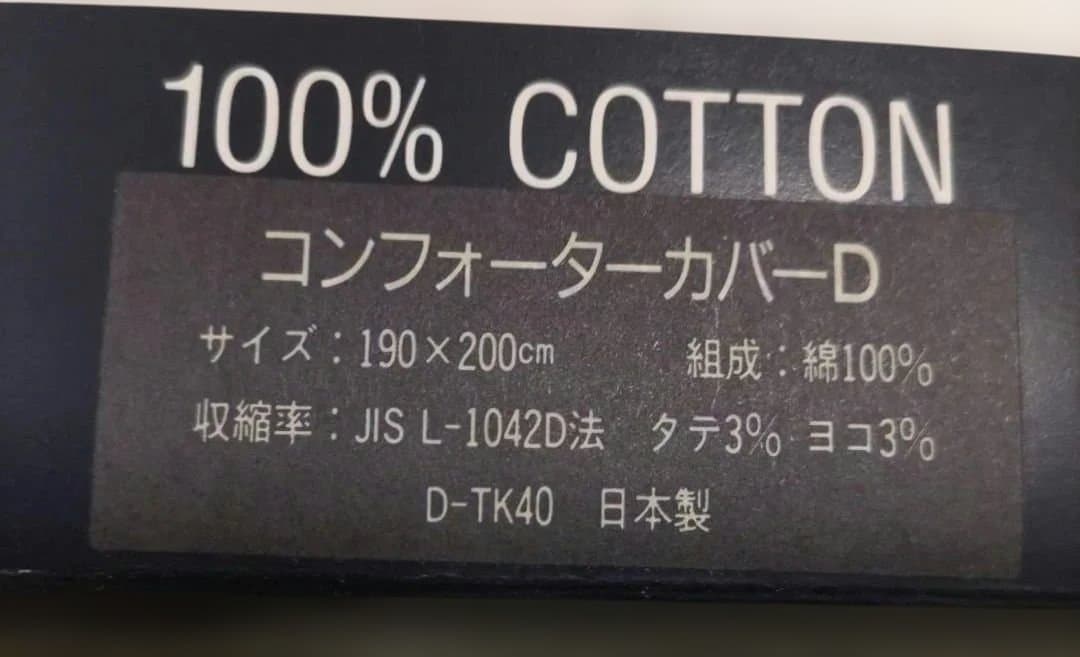 100% COTTON
コンフォーターカバーD
サイズ：190×200cm　組成：綿100%
収縮率：JIS L-1042D法　タテ3% ヨコ3%
D-TK40　日本製